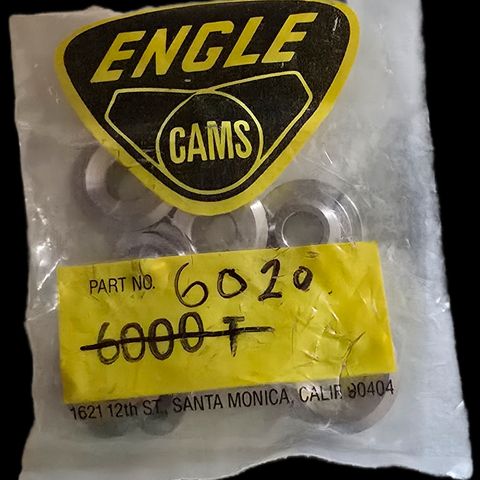 ENGLE
CAMS
PART NO. 6020
6000 T
1621 12th ST., SANTA MONICA, CALIF 90404